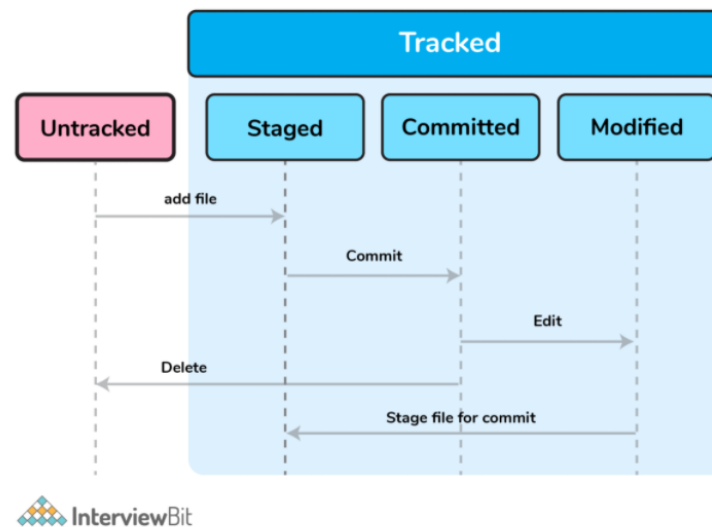 Tracked
Untracked
Staged
Committed
Modified
add file
Commit
Edit
Delete
Stage file for commit
InterviewBit